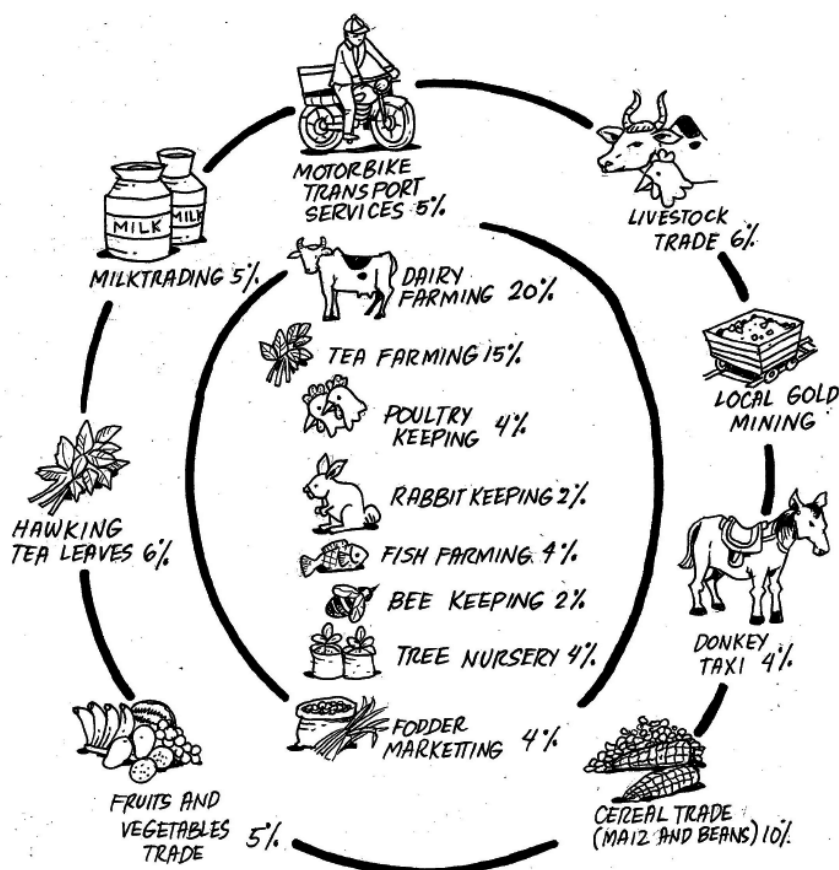 MOTORBIKE
TRANSPORT
SERVICES 5%
LIVESTOCK
TRADE 6%
MILK
MILK
MILKTRADING 5%
DAIRY
FARMING 20%
TEA FARMING 15%
LOCAL GOLD
MINING
POULTRY
KEEPING 4%
RABBIT KEEPING 2%
HAWKING
TEA LEAVES 6%
FISH FARMING 4%
BEE KEEPING 2%
DONKEY
TAXI 4%
TREE NURSERY 4%
FODDER
MARKETTING 4%
FRUITS AND
VEGETABLES
TRADE 5%
CEREAL TRADE
(MAIZ AND BEANS) 10%